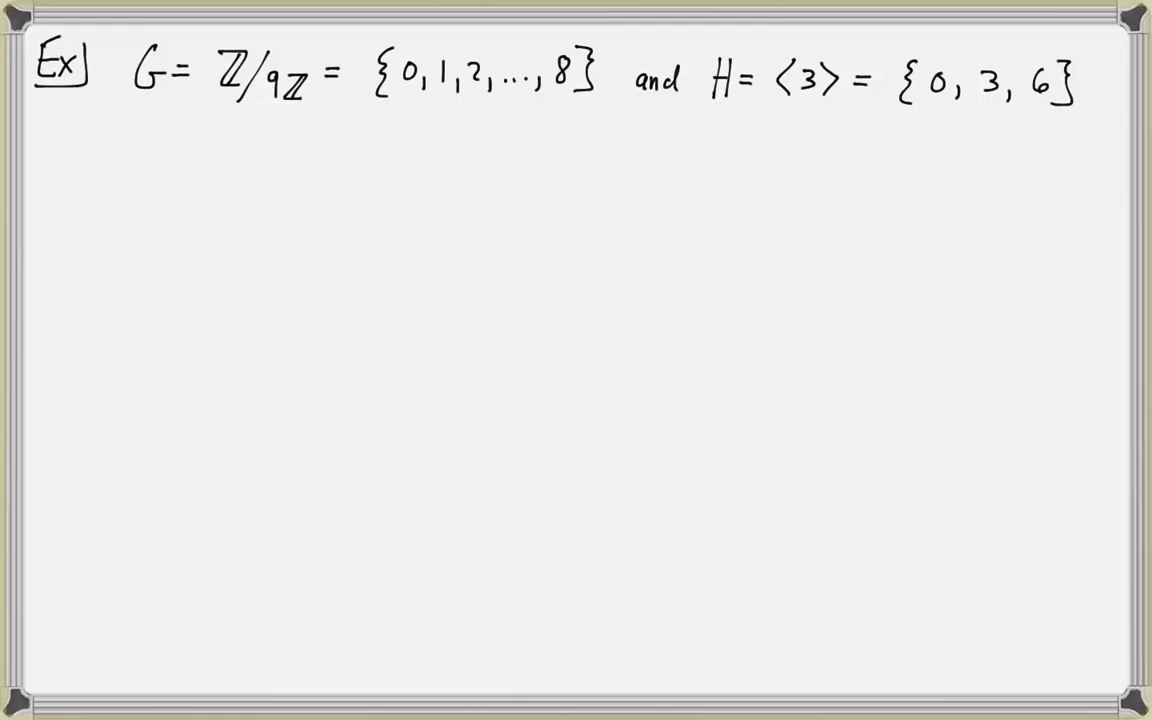 Ex] G = ℤ/9ℤ = {0, 1, 2, ..., 8} and H = ⟨3⟩ = {0, 3, 6}